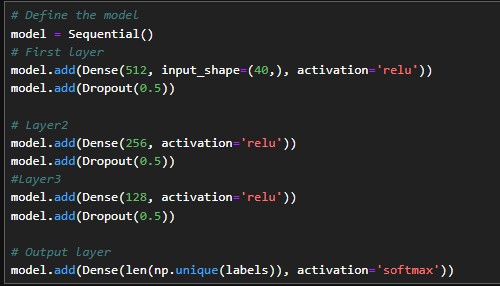 # Define the model
model = Sequential()
# First layer
model.add(Dense(512, input_shape=(40,), activation='relu'))
model.add(Dropout(0.5))
# Layer2
model.add(Dense(256, activation='relu'))
model.add(Dropout(0.5))
#Layer3
model.add(Dense(128, activation='relu'))
model.add(Dropout(0.5))
# Output layer
model.add(Dense(len(np.unique(labels)), activation='softmax'))